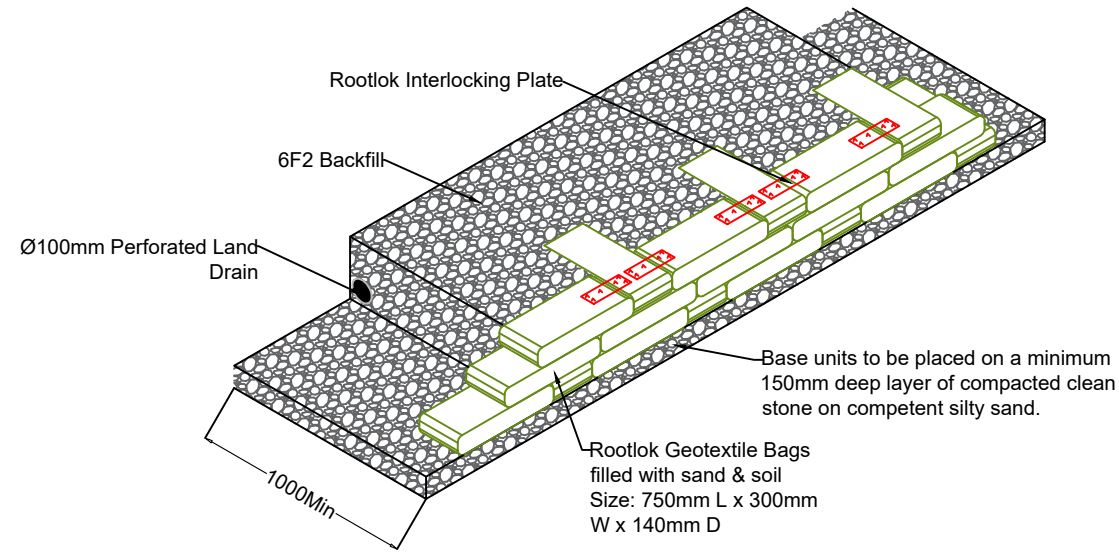 Rootlok Interlocking Plate
6F2 Backfill
Ø100mm Perforated Land
Drain
Base units to be placed on a minimum
150mm deep layer of compacted clean
stone on competent silty sand.
Rootlok Geotextile Bags
filled with sand & soil
Size: 750mm L x 300mm
W x 140mm D
1000Min